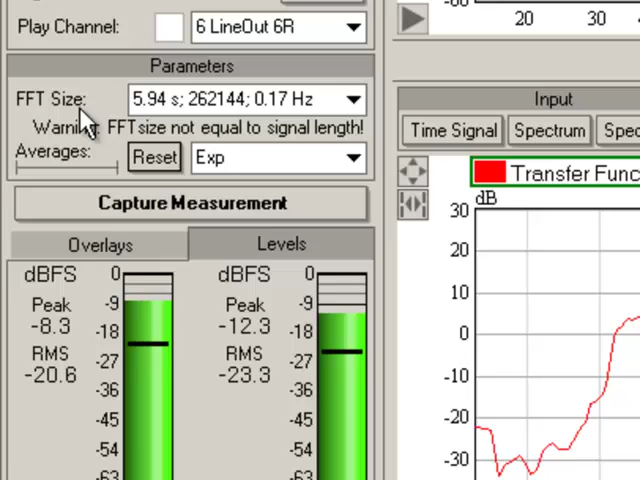 Play Channel: 6 LineOut 6R
Parameters
FFT Size: 5.94 s; 262144; 0.17 Hz
Warning: FFT size not equal to signal length!
Averages: Reset Exp
Capture Measurement
Overlays Levels
dBFS
Peak
-8.3
RMS
-20.6
0
-9
-18
-27
-36
-45
-54
-63
dBFS
Peak
-12.3
RMS
-23.3
0
-9
-18
-27
-36
-45
-54
-63
-60
20 30
Input
Time Signal Spectrum Spec
Transfer Func
dB
30
20
10
0
-10
-20
-30